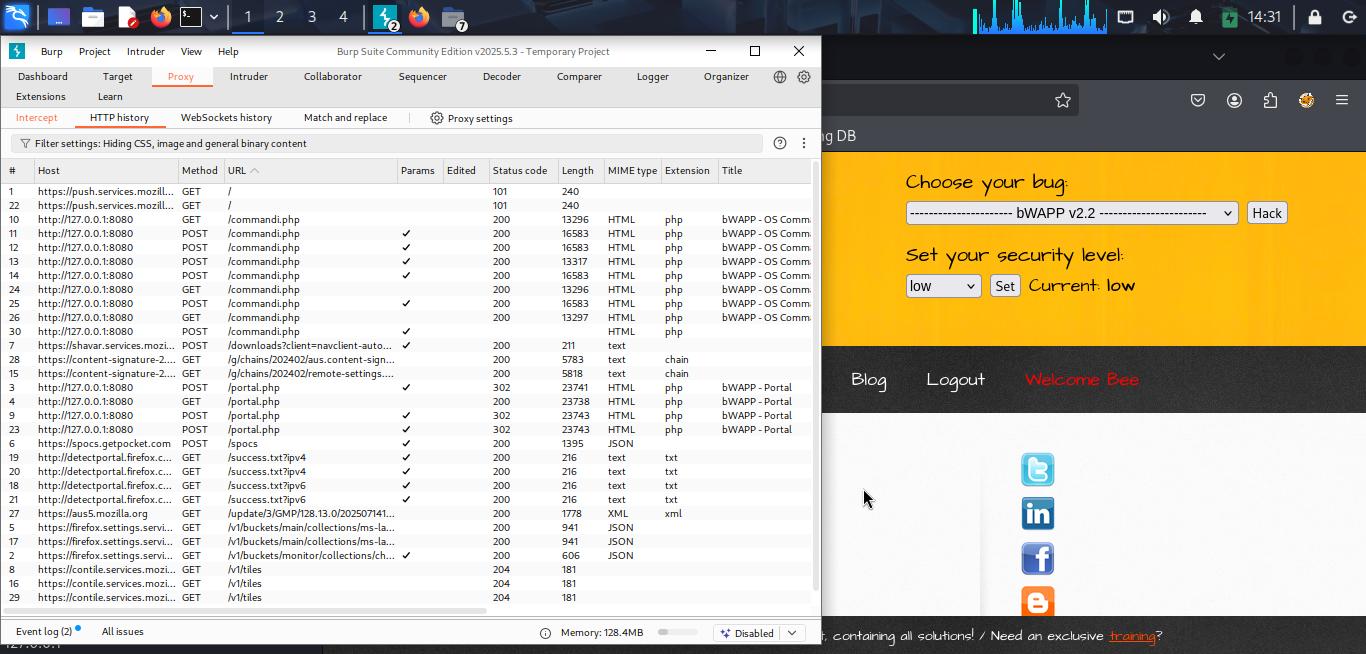 1 2 3 4 2 7 14:31
Burp Project Intruder View Help Burp Suite Community Edition v2025.5.3 - Temporary Project
Dashboard Target Proxy Intruder Collaborator Sequencer Decoder Comparer Logger Organizer
Extensions Learn
Intercept HTTP history WebSockets history Match and replace Proxy settings
Filter settings: Hiding CSS, image and general binary content
# Host Method URL Params Edited Status code Length MIME type Extension Title
1 https://push.services.mozill... GET / 101 240
22 https://push.services.mozill... GET / 101 240
10 http://127.0.0.1:8080 GET /commandi.php 200 13296 HTML php bWAPP - OS Comm
11 http://127.0.0.1:8080 POST /commandi.php ✓ 200 16583 HTML php bWAPP - OS Comm
12 http://127.0.0.1:8080 POST /commandi.php ✓ 200 16583 HTML php bWAPP - OS Comm
13 http://127.0.0.1:8080 POST /commandi.php ✓ 200 13317 HTML php bWAPP - OS Comm
14 http://127.0.0.1:8080 POST /commandi.php ✓ 200 16583 HTML php bWAPP - OS Comm
24 http://127.0.0.1:8080 GET /commandi.php 200 13296 HTML php bWAPP - OS Comm
25 http://127.0.0.1:8080 POST /commandi.php ✓ 200 16583 HTML php bWAPP - OS Comm
26 http://127.0.0.1:8080 GET /commandi.php 200 13297 HTML php bWAPP - OS Comm
30 http://127.0.0.1:8080 POST /commandi.php ✓ HTML php
7 https://shavar.services.mozi... POST /downloads?client=navclient-auto... ✓ 200 211 text
28 https://content-signature-2.... GET /g/chains/202402/aus.content-sign... 200 5783 text chain
15 https://content-signature-2.... GET /g/chains/202402/remote-settings.... 200 5818 text chain
3 http://127.0.0.1:8080 POST /portal.php ✓ 302 23741 HTML php bWAPP - Portal
4 http://127.0.0.1:8080 GET /portal.php 200 23738 HTML php bWAPP - Portal
9 http://127.0.0.1:8080 POST /portal.php ✓ 302 23743 HTML php bWAPP - Portal
23 http://127.0.0.1:8080 POST /portal.php ✓ 302 23743 HTML php bWAPP - Portal
6 https://spocs.getpocket.com POST /spocs ✓ 200 1395 JSON
19 http://detectportal.firefox.c... GET /success.txt?ipv4 ✓ 200 216 text txt
20 http://detectportal.firefox.c... GET /success.txt?ipv4 ✓ 200 216 text txt
18 http://detectportal.firefox.c... GET /success.txt?ipv6 ✓ 200 216 text txt
21 http://detectportal.firefox.c... GET /success.txt?ipv6 ✓ 200 216 text txt
27 https://aus5.mozilla.org GET /update/3/GMP/128.13.0/202507141... 200 1778 XML xml
5 https://firefox.settings.servi... GET /v1/buckets/main/collections/ms-la... 200 941 JSON
17 https://firefox.settings.servi... GET /v1/buckets/main/collections/ms-la... 200 941 JSON
2 https://firefox.settings.servi... GET /v1/buckets/monitor/collections/ch... ✓ 200 606 JSON
8 https://contile.services.mozi... GET /v1/tiles 204 181
16 https://contile.services.mozi... GET /v1/tiles 204 181
29 https://contile.services.mozi... GET /v1/tiles 204 181
Event log (2) All issues Memory: 128.4MB Disabled
ng DB
Choose your bug:
---------------------- bWAPP v2.2 ----------------------- Hack
Set your security level:
low Set Current: low
Blog Logout Welcome Bee
in
, containing all solutions! / Need an exclusive training?